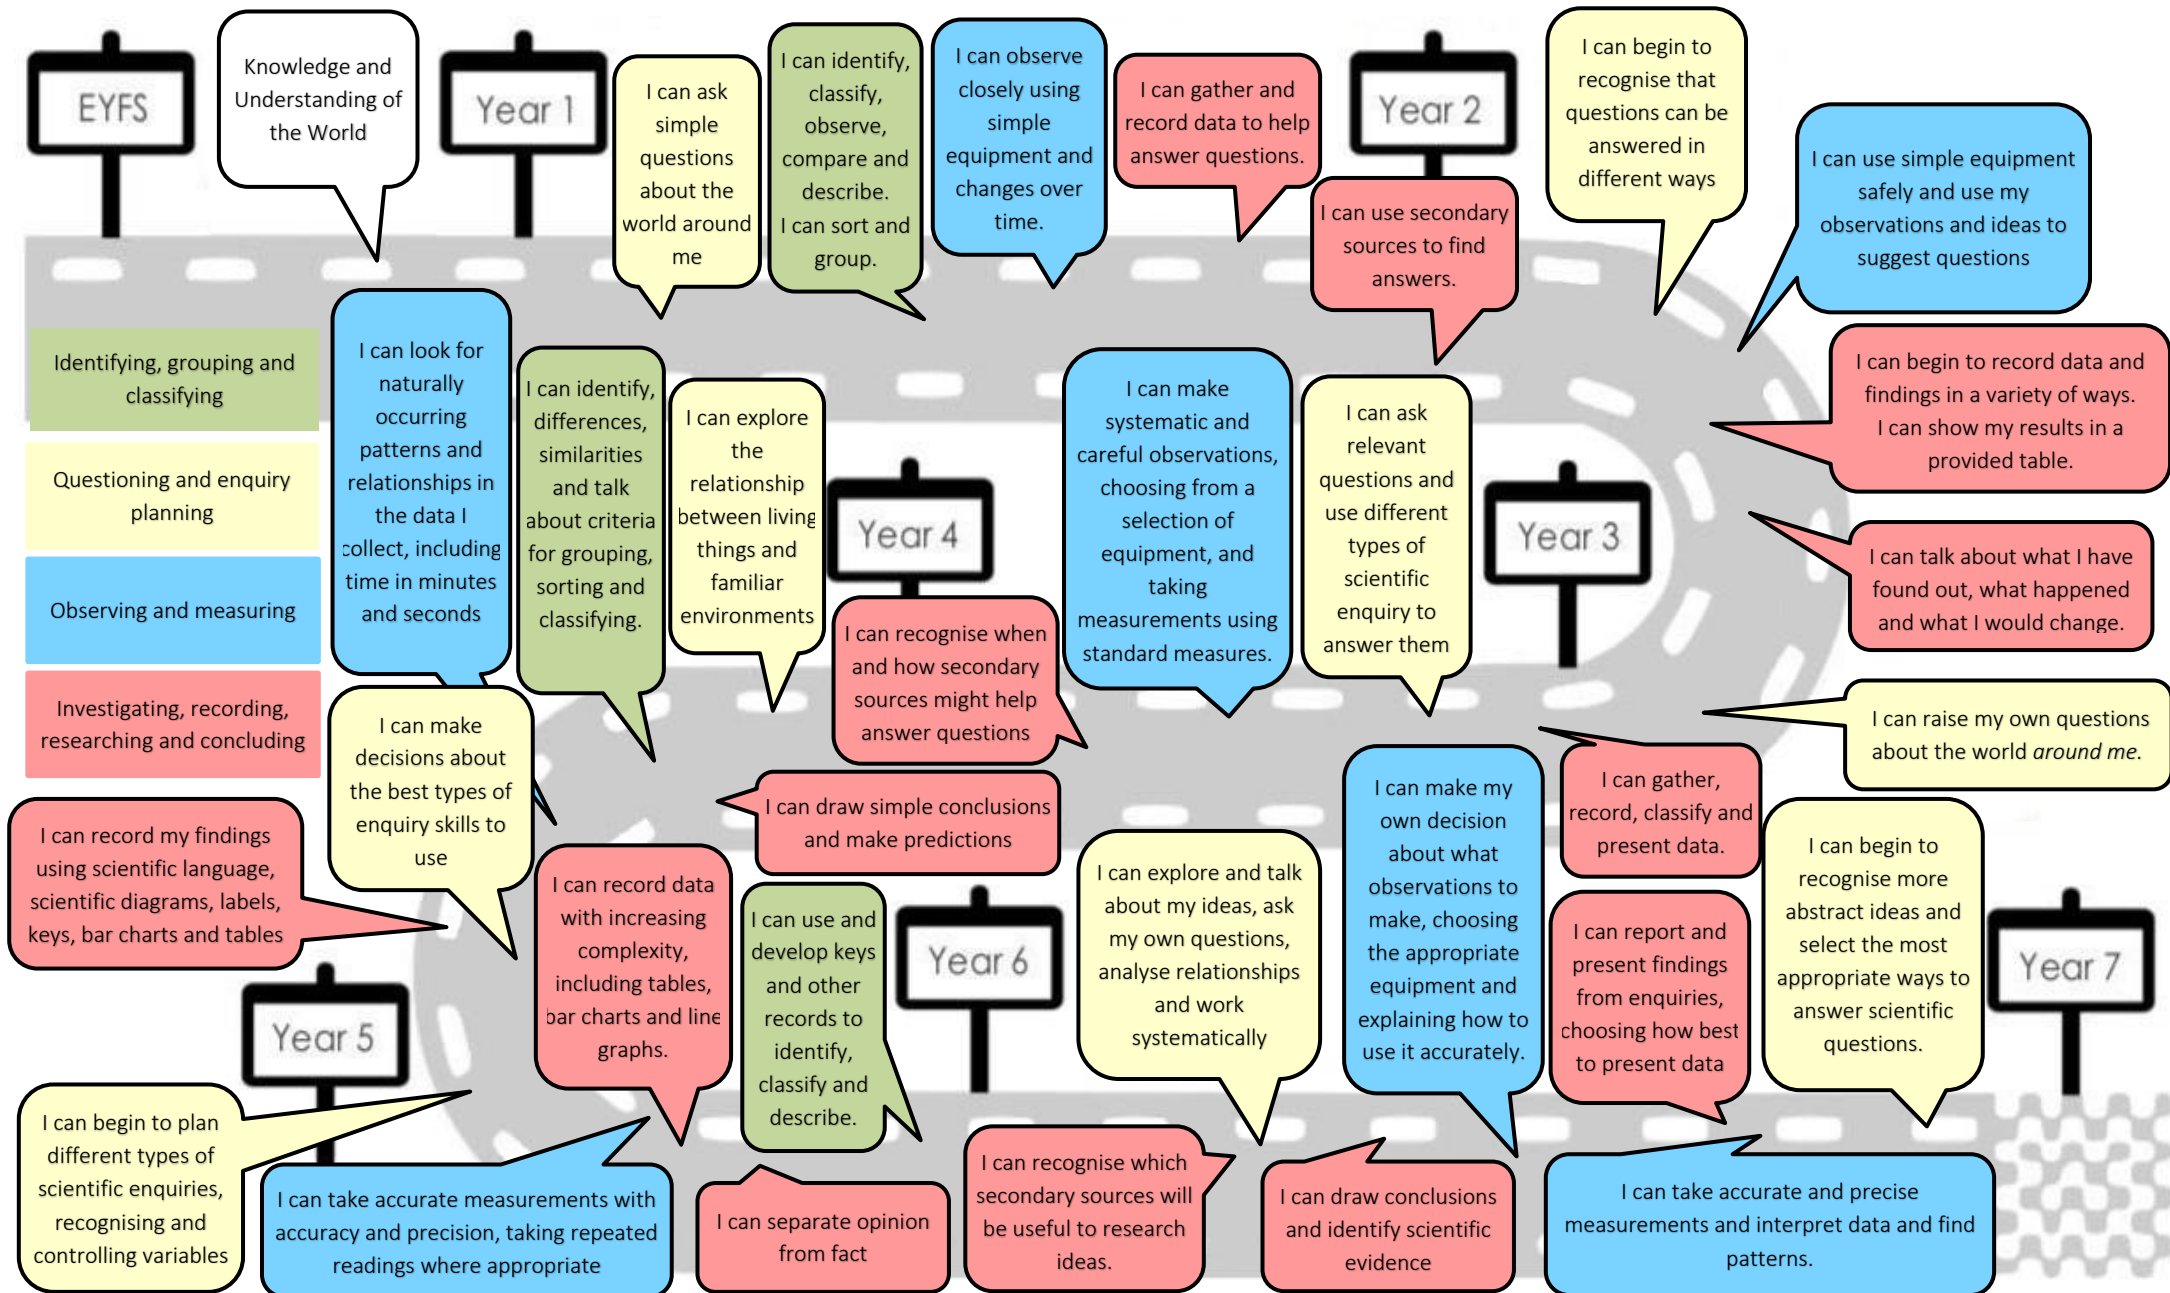 EYFS
Knowledge and
Understanding of
the World
Year 1
I can ask
simple
questions
about the
world around
me
I can identify,
classify,
observe,
compare and
describe.
I can sort and
group.
I can observe
closely using
simple
equipment and
changes over
time.
I can gather and
record data to help
answer questions.
Year 2
I can use secondary
sources to find
answers.
I can begin to
recognise that
questions can be
answered in
different ways
I can use simple equipment
safely and use my
observations and ideas to
suggest questions
I can begin to record data and
findings in a variety of ways.
I can show my results in a
provided table.
I can talk about what I have
found out, what happened
and what I would change.
I can raise my own questions
about the world around me.
Year 3
I can gather,
record, classify and
present data.
I can ask
relevant
questions and
use different
types of
scientific
enquiry to
answer them
I can make
systematic and
careful observations,
choosing from a
selection of
equipment, and
taking
measurements using
standard measures.
I can recognise when
and how secondary
sources might help
answer questions
Year 4
I can explore
the
relationship
between living
things and
familiar
environments
I can draw simple conclusions
and make predictions
I can identify,
differences,
similarities
and talk
about criteria
for grouping,
sorting and
classifying.
I can look for
naturally
occurring
patterns and
relationships in
the data I
collect, including
time in minutes
and seconds
Identifying, grouping and
classifying
Questioning and enquiry
planning
Observing and measuring
Investigating, recording,
researching and concluding
I can make
decisions about
the best types of
enquiry skills to
use
I can record my findings
using scientific language,
scientific diagrams, labels,
keys, bar charts and tables
Year 5
I can begin to plan
different types of
scientific enquiries,
recognising and
controlling variables
I can take accurate measurements with
accuracy and precision, taking repeated
readings where appropriate
I can record data
with increasing
complexity,
including tables,
bar charts and line
graphs.
I can separate opinion
from fact
I can use and
develop keys
and other
records to
identify,
classify and
describe.
Year 6
I can recognise which
secondary sources will
be useful to research
ideas.
I can explore and talk
about my ideas, ask
my own questions,
analyse relationships
and work
systematically
I can draw conclusions
and identify scientific
evidence
I can make my
own decision
about what
observations to
make, choosing
the appropriate
equipment and
explaining how to
use it accurately.
I can report and
present findings
from enquiries,
choosing how best
to present data
I can take accurate and precise
measurements and interpret data and find
patterns.
I can begin to
recognise more
abstract ideas and
select the most
appropriate ways to
answer scientific
questions.
Year 7